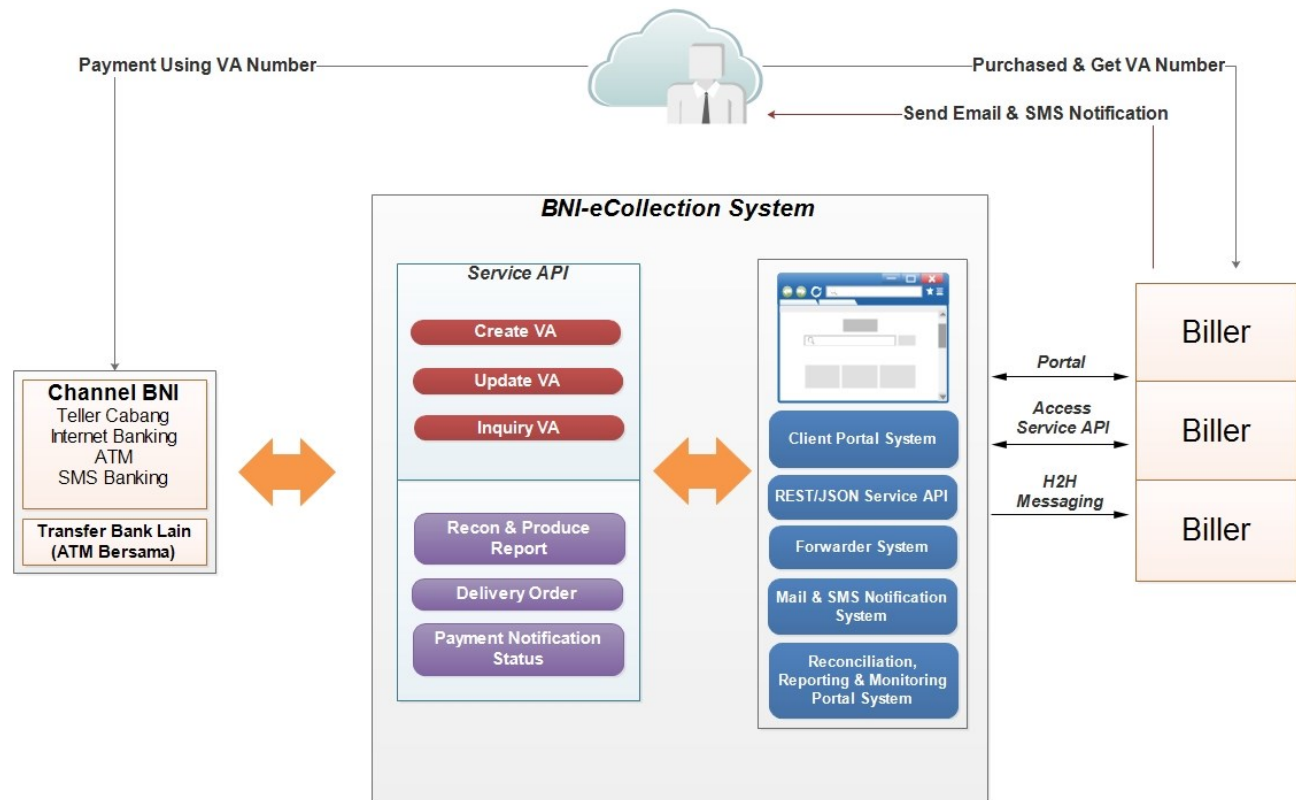 Payment Using VA Number
Purchased & Get VA Number
Send Email & SMS Notification
BNI-eCollection System
Service API
Create VA
Update VA
Inquiry VA
Recon & Produce
Report
Delivery Order
Payment Notification
Status
Channel BNI
Teller Cabang
Internet Banking
ATM
SMS Banking
Transfer Bank Lain
(ATM Bersama)
Client Portal System
REST/JSON Service API
Forwarder System
Mail & SMS Notification
System
Reconciliation,
Reporting & Monitoring
Portal System
Portal
Access
Service API
H2H
Messaging
Biller
Biller
Biller